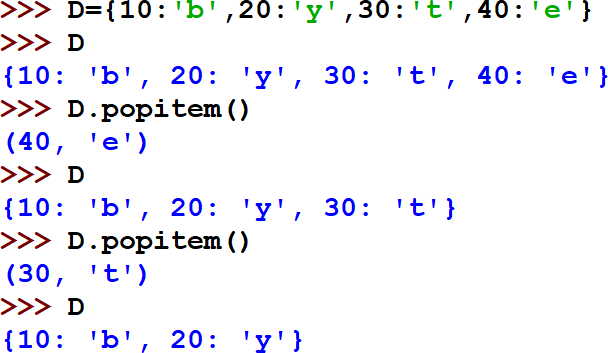 >>> D={10:'b',20:'y',30:'t',40:'e'}
>>> D
{10: 'b', 20: 'y', 30: 't', 40: 'e'}
>>> D.popitem()
(40, 'e')
>>> D
{10: 'b', 20: 'y', 30: 't'}
>>> D.popitem()
(30, 't')
>>> D
{10: 'b', 20: 'y'}